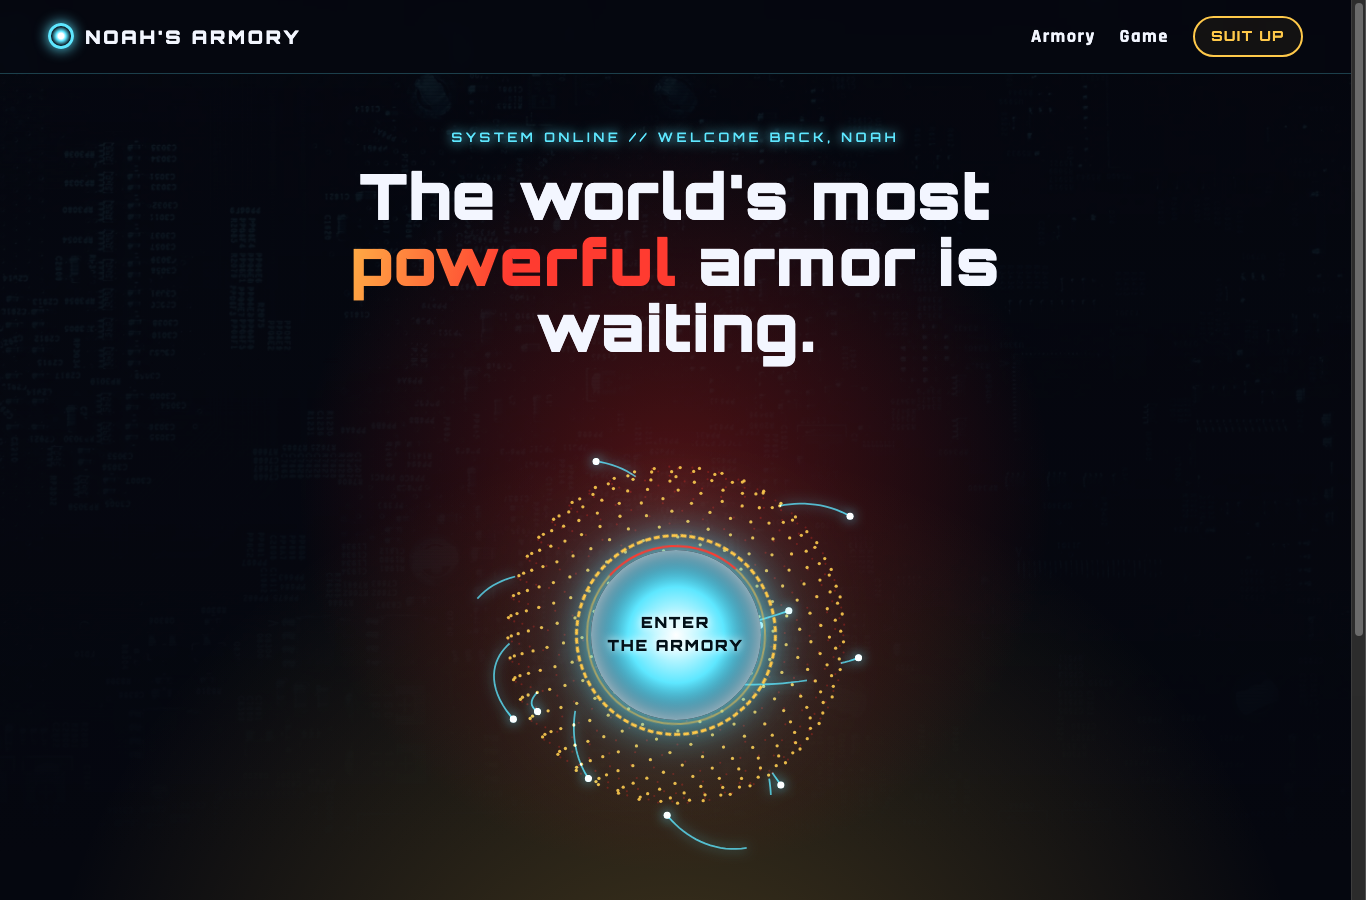 NOAH'S ARMORY
Armory
Game
SUIT UP
SYSTEM ONLINE // WELCOME BACK, NOAH
The world's most
powerful armor is
waiting.
ENTER
THE ARMORY